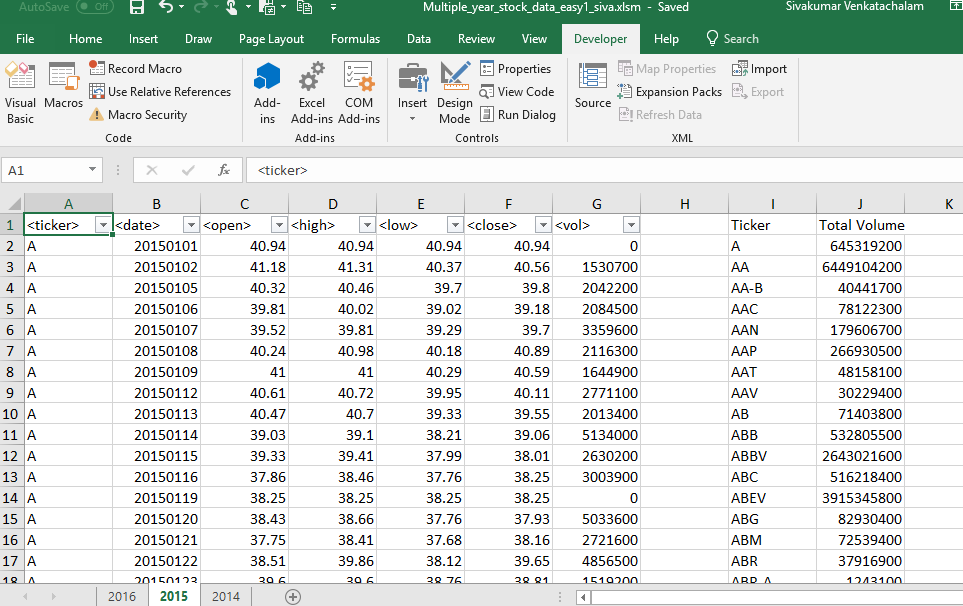 AutoSave Off Multiple_year_stock_data_easy1_siva.xlsm - Saved Sivakumar Venkatachalam
File Home Insert Draw Page Layout Formulas Data Review View Developer Help Search
Visual Basic Macros Record Macro Use Relative References Macro Security Code
Add-ins Excel Add-ins COM Add-ins Add-ins
Insert Design Mode Properties View Code Run Dialog Controls
Source Map Properties Expansion Packs Refresh Data Import Export XML
A1 fx <ticker>
A B C D E F G H I J K
1 <ticker> <date> <open> <high> <low> <close> <vol> Ticker Total Volume
2 A 20150101 40.94 40.94 40.94 40.94 0 A 645319200
3 A 20150102 41.18 41.31 40.37 40.56 1530700 AA 6449104200
4 A 20150105 40.32 40.46 39.7 39.8 2042200 AA-B 40441700
5 A 20150106 39.81 40.02 39.02 39.18 2084500 AAC 78122300
6 A 20150107 39.52 39.81 39.29 39.7 3359600 AAN 179606700
7 A 20150108 40.24 40.98 40.18 40.89 2116300 AAP 266930500
8 A 20150109 41 41 40.29 40.59 1644900 AAT 48158100
9 A 20150112 40.61 40.72 39.95 40.11 2771100 AAV 30229400
10 A 20150113 40.47 40.7 39.33 39.55 2013400 AB 71403800
11 A 20150114 39.03 39.1 38.21 39.06 5134000 ABB 532805500
12 A 20150115 39.33 39.41 37.99 38.01 2630200 ABBV 2643021600
13 A 20150116 37.86 38.46 37.76 38.25 3003900 ABC 516218400
14 A 20150119 38.25 38.25 38.25 38.25 0 ABEV 3915345800
15 A 20150120 38.43 38.66 37.76 37.93 5033600 ABG 82930400
16 A 20150121 37.75 38.41 37.68 38.16 2721600 ABM 72539400
17 A 20150122 38.51 39.86 38.12 39.65 4856500 ABR 37916900
18 A 20150123 39.6 39.6 38.76 38.81 1519200 ABR-A 1243100
2016 2015 2014